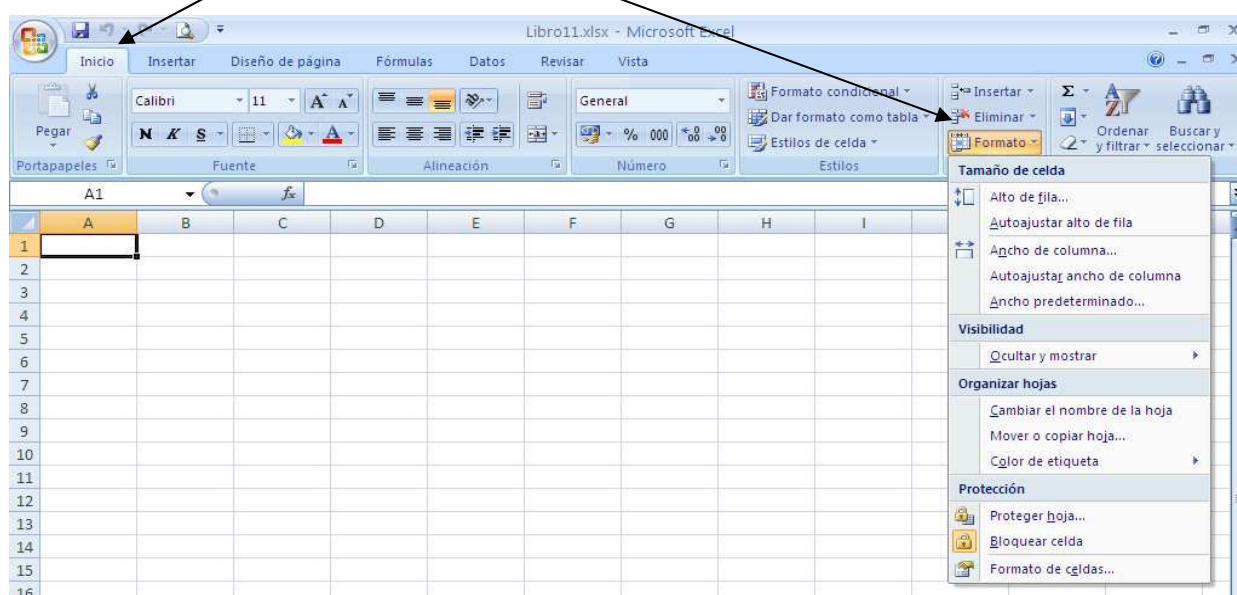 Libro11.xlsx - Microsoft Excel
Inicio Insertar Diseño de página Fórmulas Datos Revisar Vista
Pegar
Portapapeles
Calibri 11 A A
N K S A
Fuente
Alineación
General
% 000
Número
Formato condicional
Dar formato como tabla
Estilos de celda
Estilos
Insertar
Eliminar
Formato
Σ
Ordenar y filtrar
Buscar y seleccionar
A1 fx
A B C D E F G H I
1
2
3
4
5
6
7
8
9
10
11
12
13
14
15
16
Tamaño de celda
Alto de fila...
Autoajustar alto de fila
Ancho de columna...
Autoajustar ancho de columna
Ancho predeterminado...
Visibilidad
Ocultar y mostrar
Organizar hojas
Cambiar el nombre de la hoja
Mover o copiar hoja...
Color de etiqueta
Protección
Proteger hoja...
Bloquear celda
Formato de celdas...